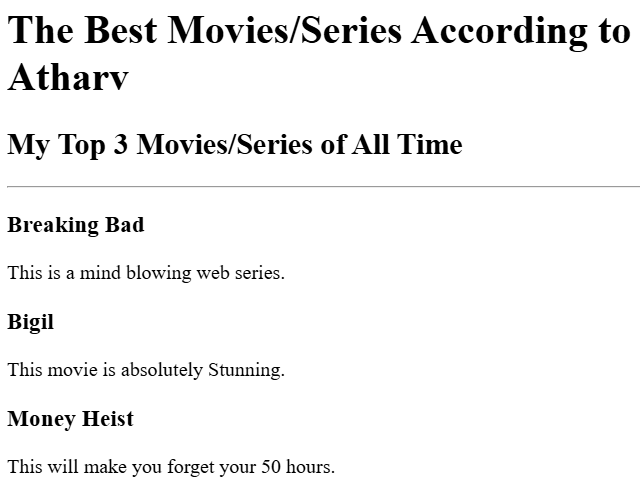 The Best Movies/Series According to
Atharv
My Top 3 Movies/Series of All Time
Breaking Bad
This is a mind blowing web series.
Bigil
This movie is absolutely Stunning.
Money Heist
This will make you forget your 50 hours.